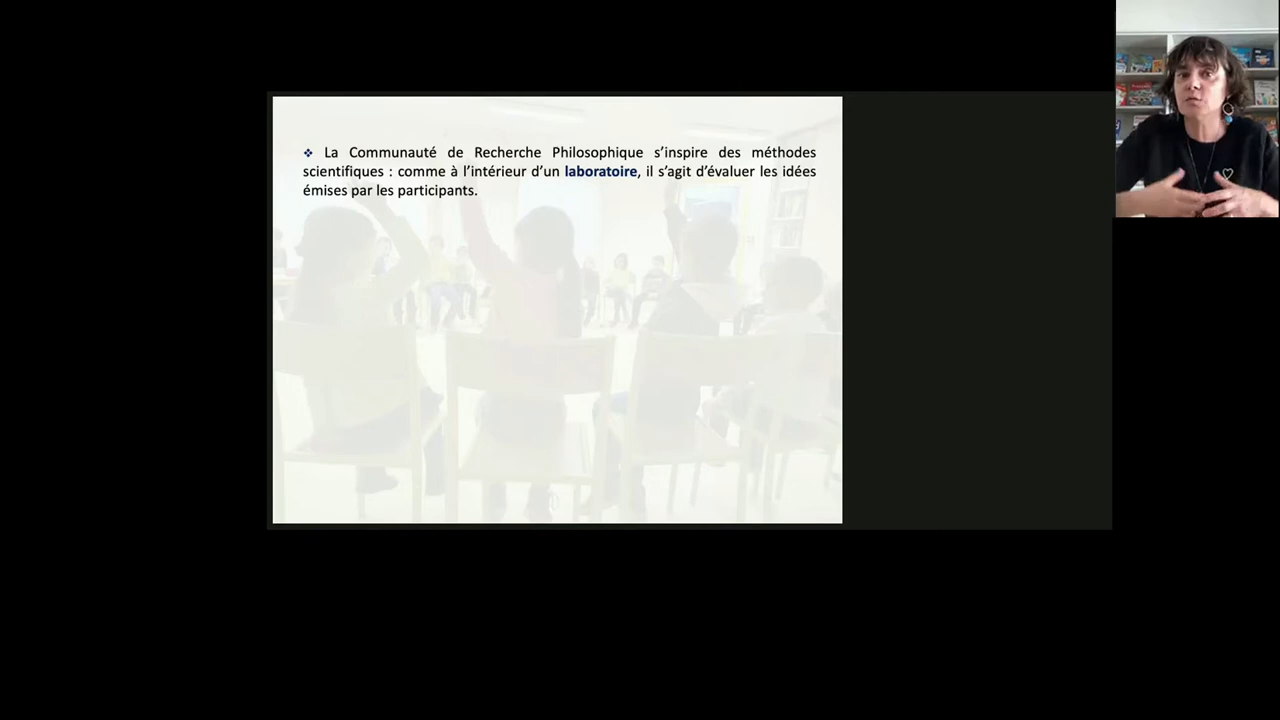 ❖ La Communauté de Recherche Philosophique s’inspire des méthodes
scientifiques : comme à l’intérieur d’un laboratoire, il s’agit d’évaluer les idées
émises par les participants.